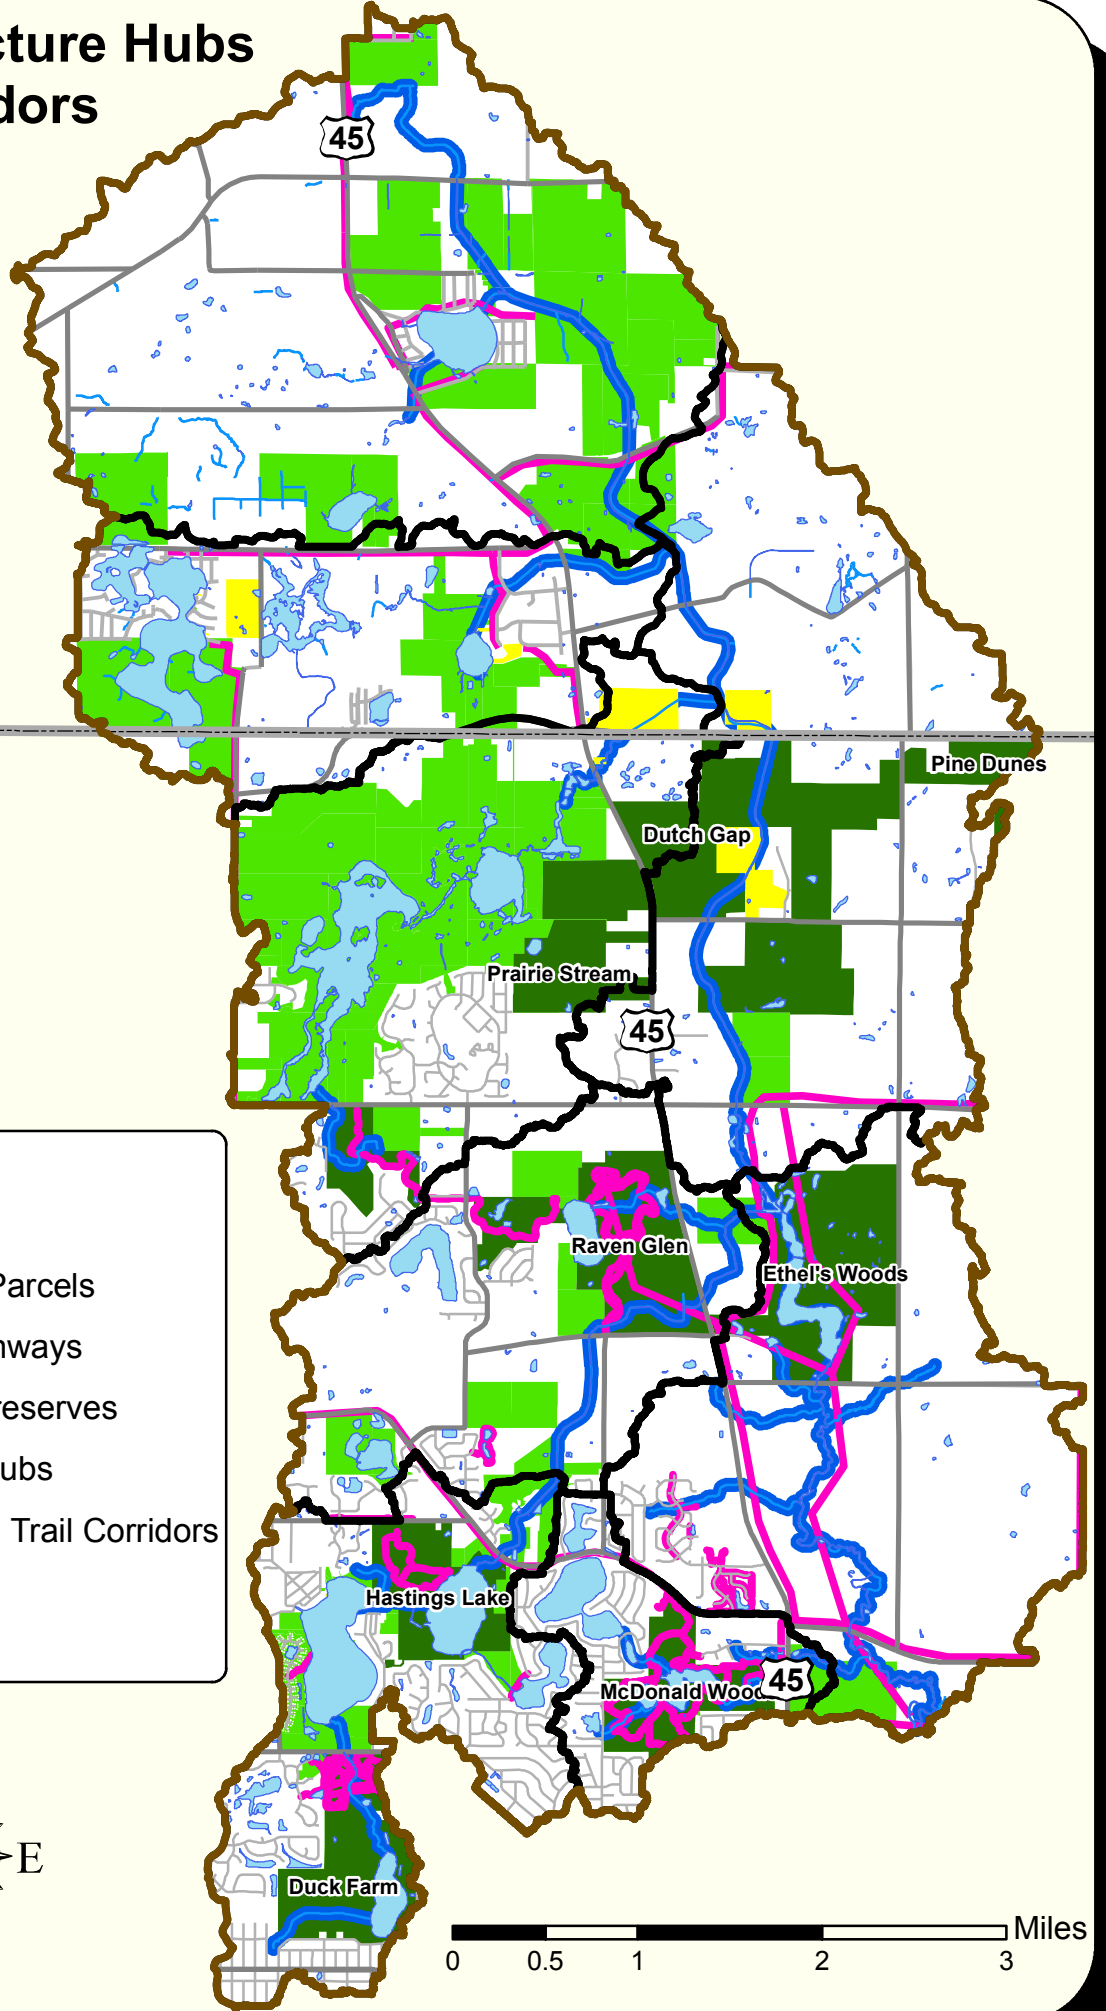 cture Hubs
dors
45
Pine Dunes
Dutch Gap
Prairie Stream
45
Raven Glen
Ethel's Woods
Parcels
ways
reserves
ubs
Trail Corridors
Hastings Lake
McDonald Wood
45
E
Duck Farm
Miles
0 0.5 1 2 3